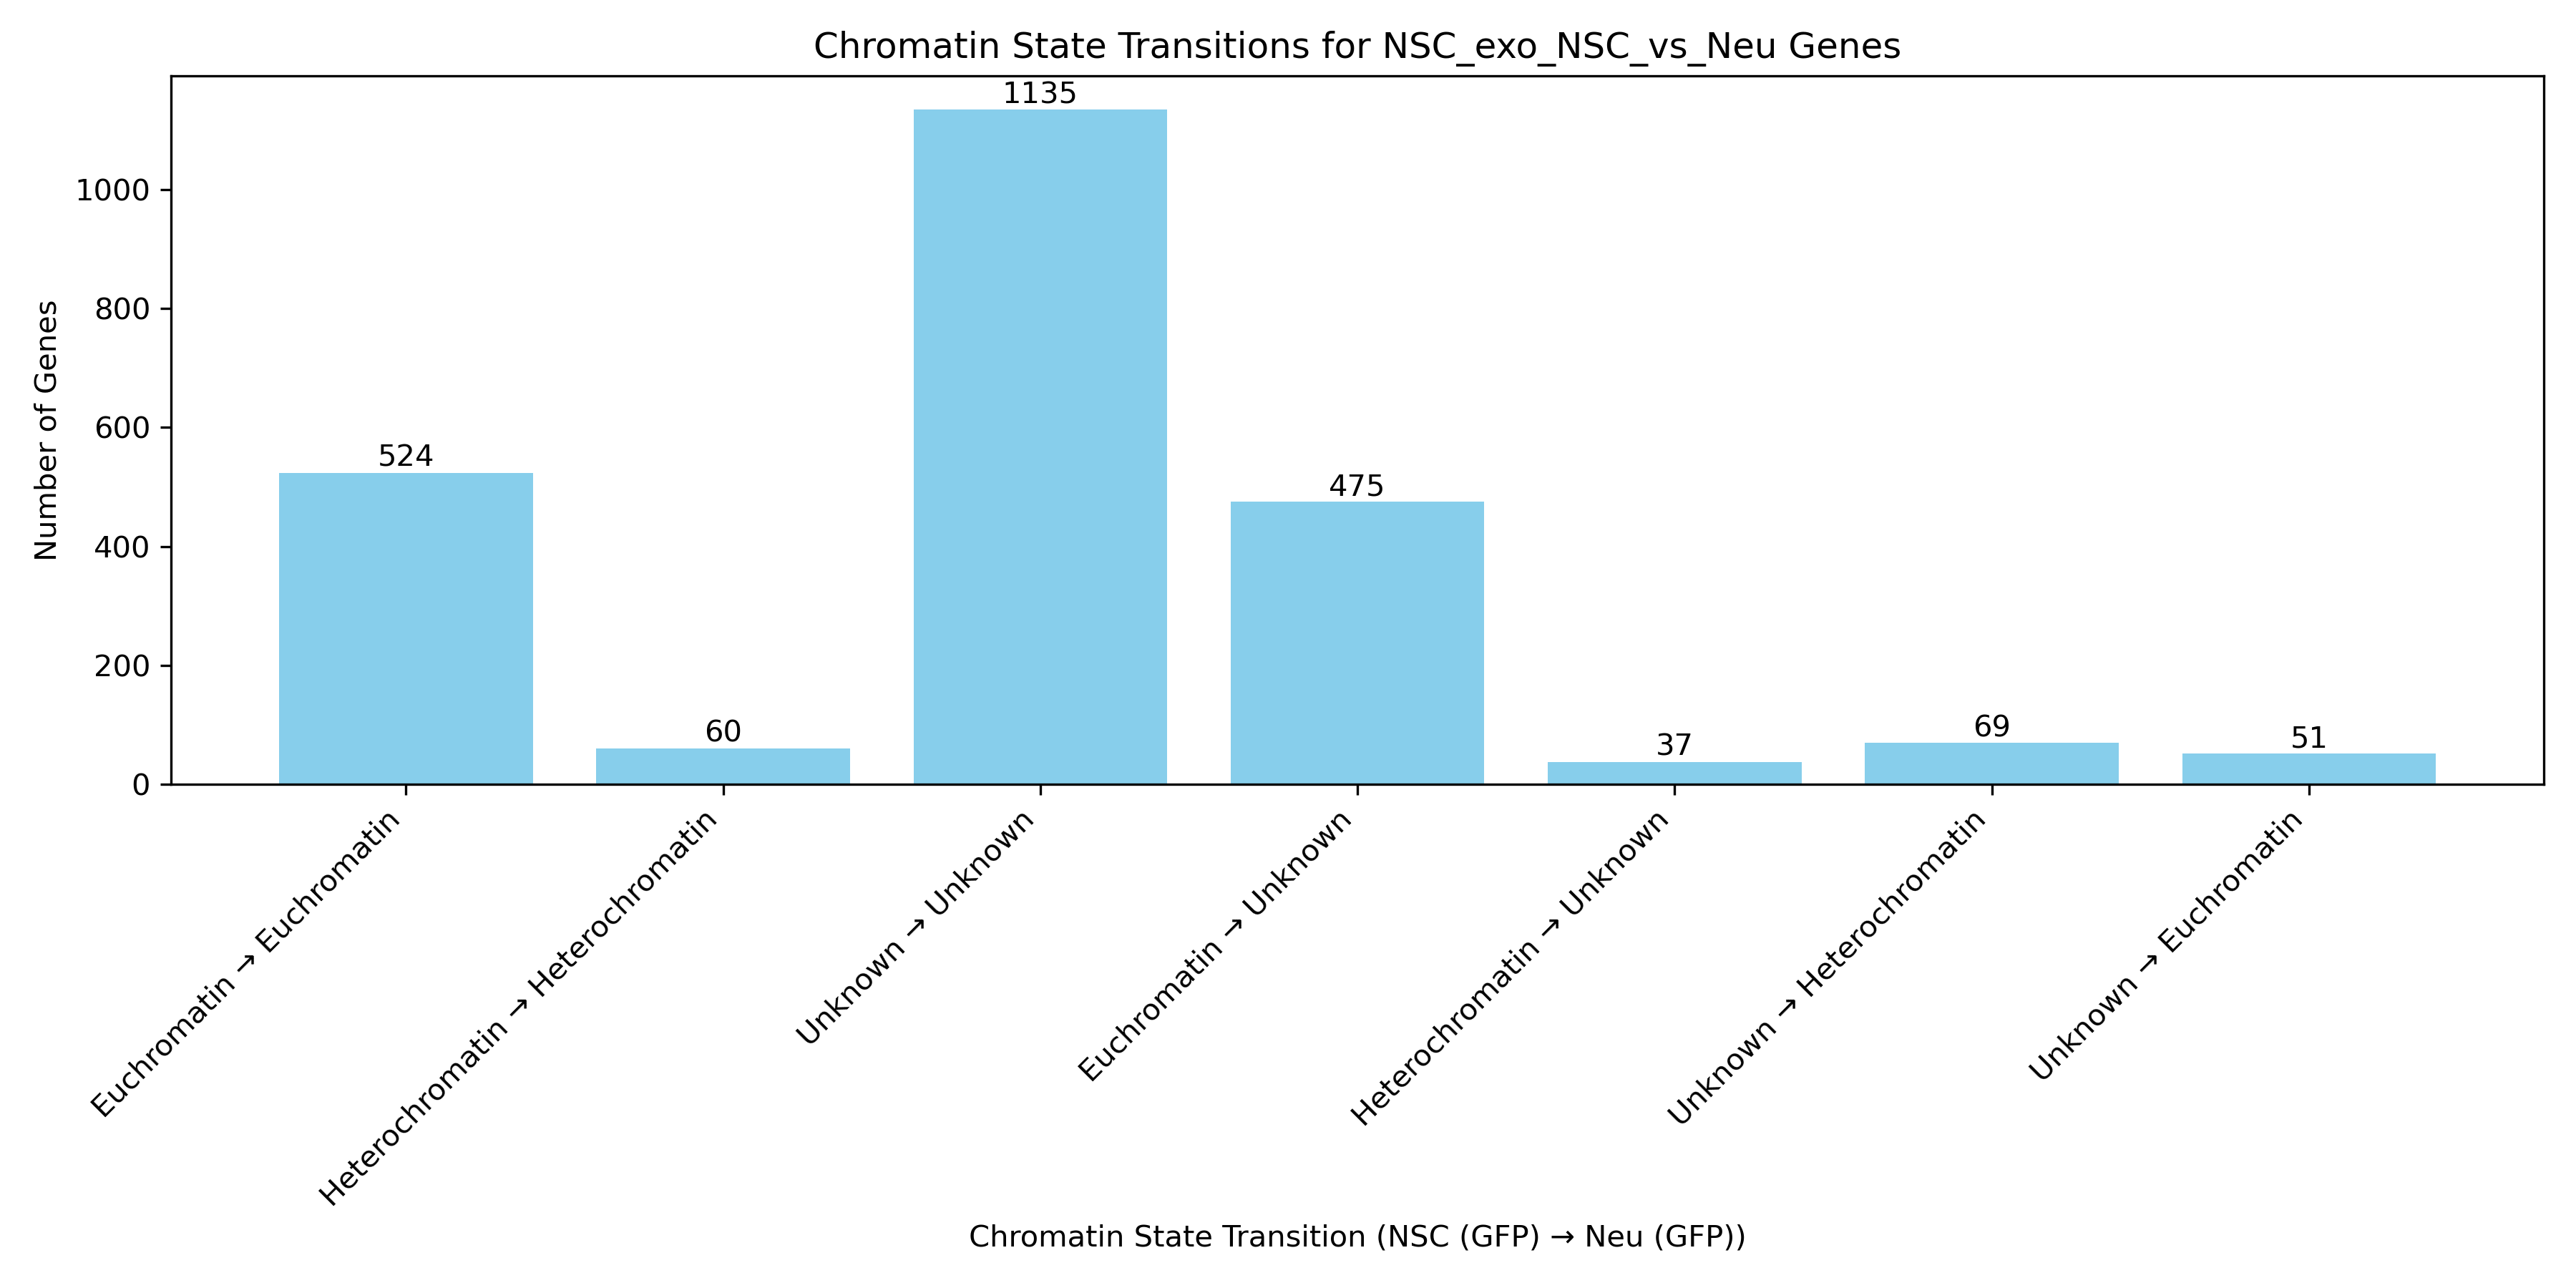 Chromatin State Transitions for NSC_exo_NSC_vs_Neu Genes
Number of Genes
1000
800
600
400
200
0
524
60
1135
475
37
69
51
Euchromatin → Euchromatin
Heterochromatin → Heterochromatin
Unknown → Unknown
Euchromatin → Unknown
Heterochromatin → Unknown
Unknown → Heterochromatin
Unknown → Euchromatin
Chromatin State Transition (NSC (GFP) → Neu (GFP))